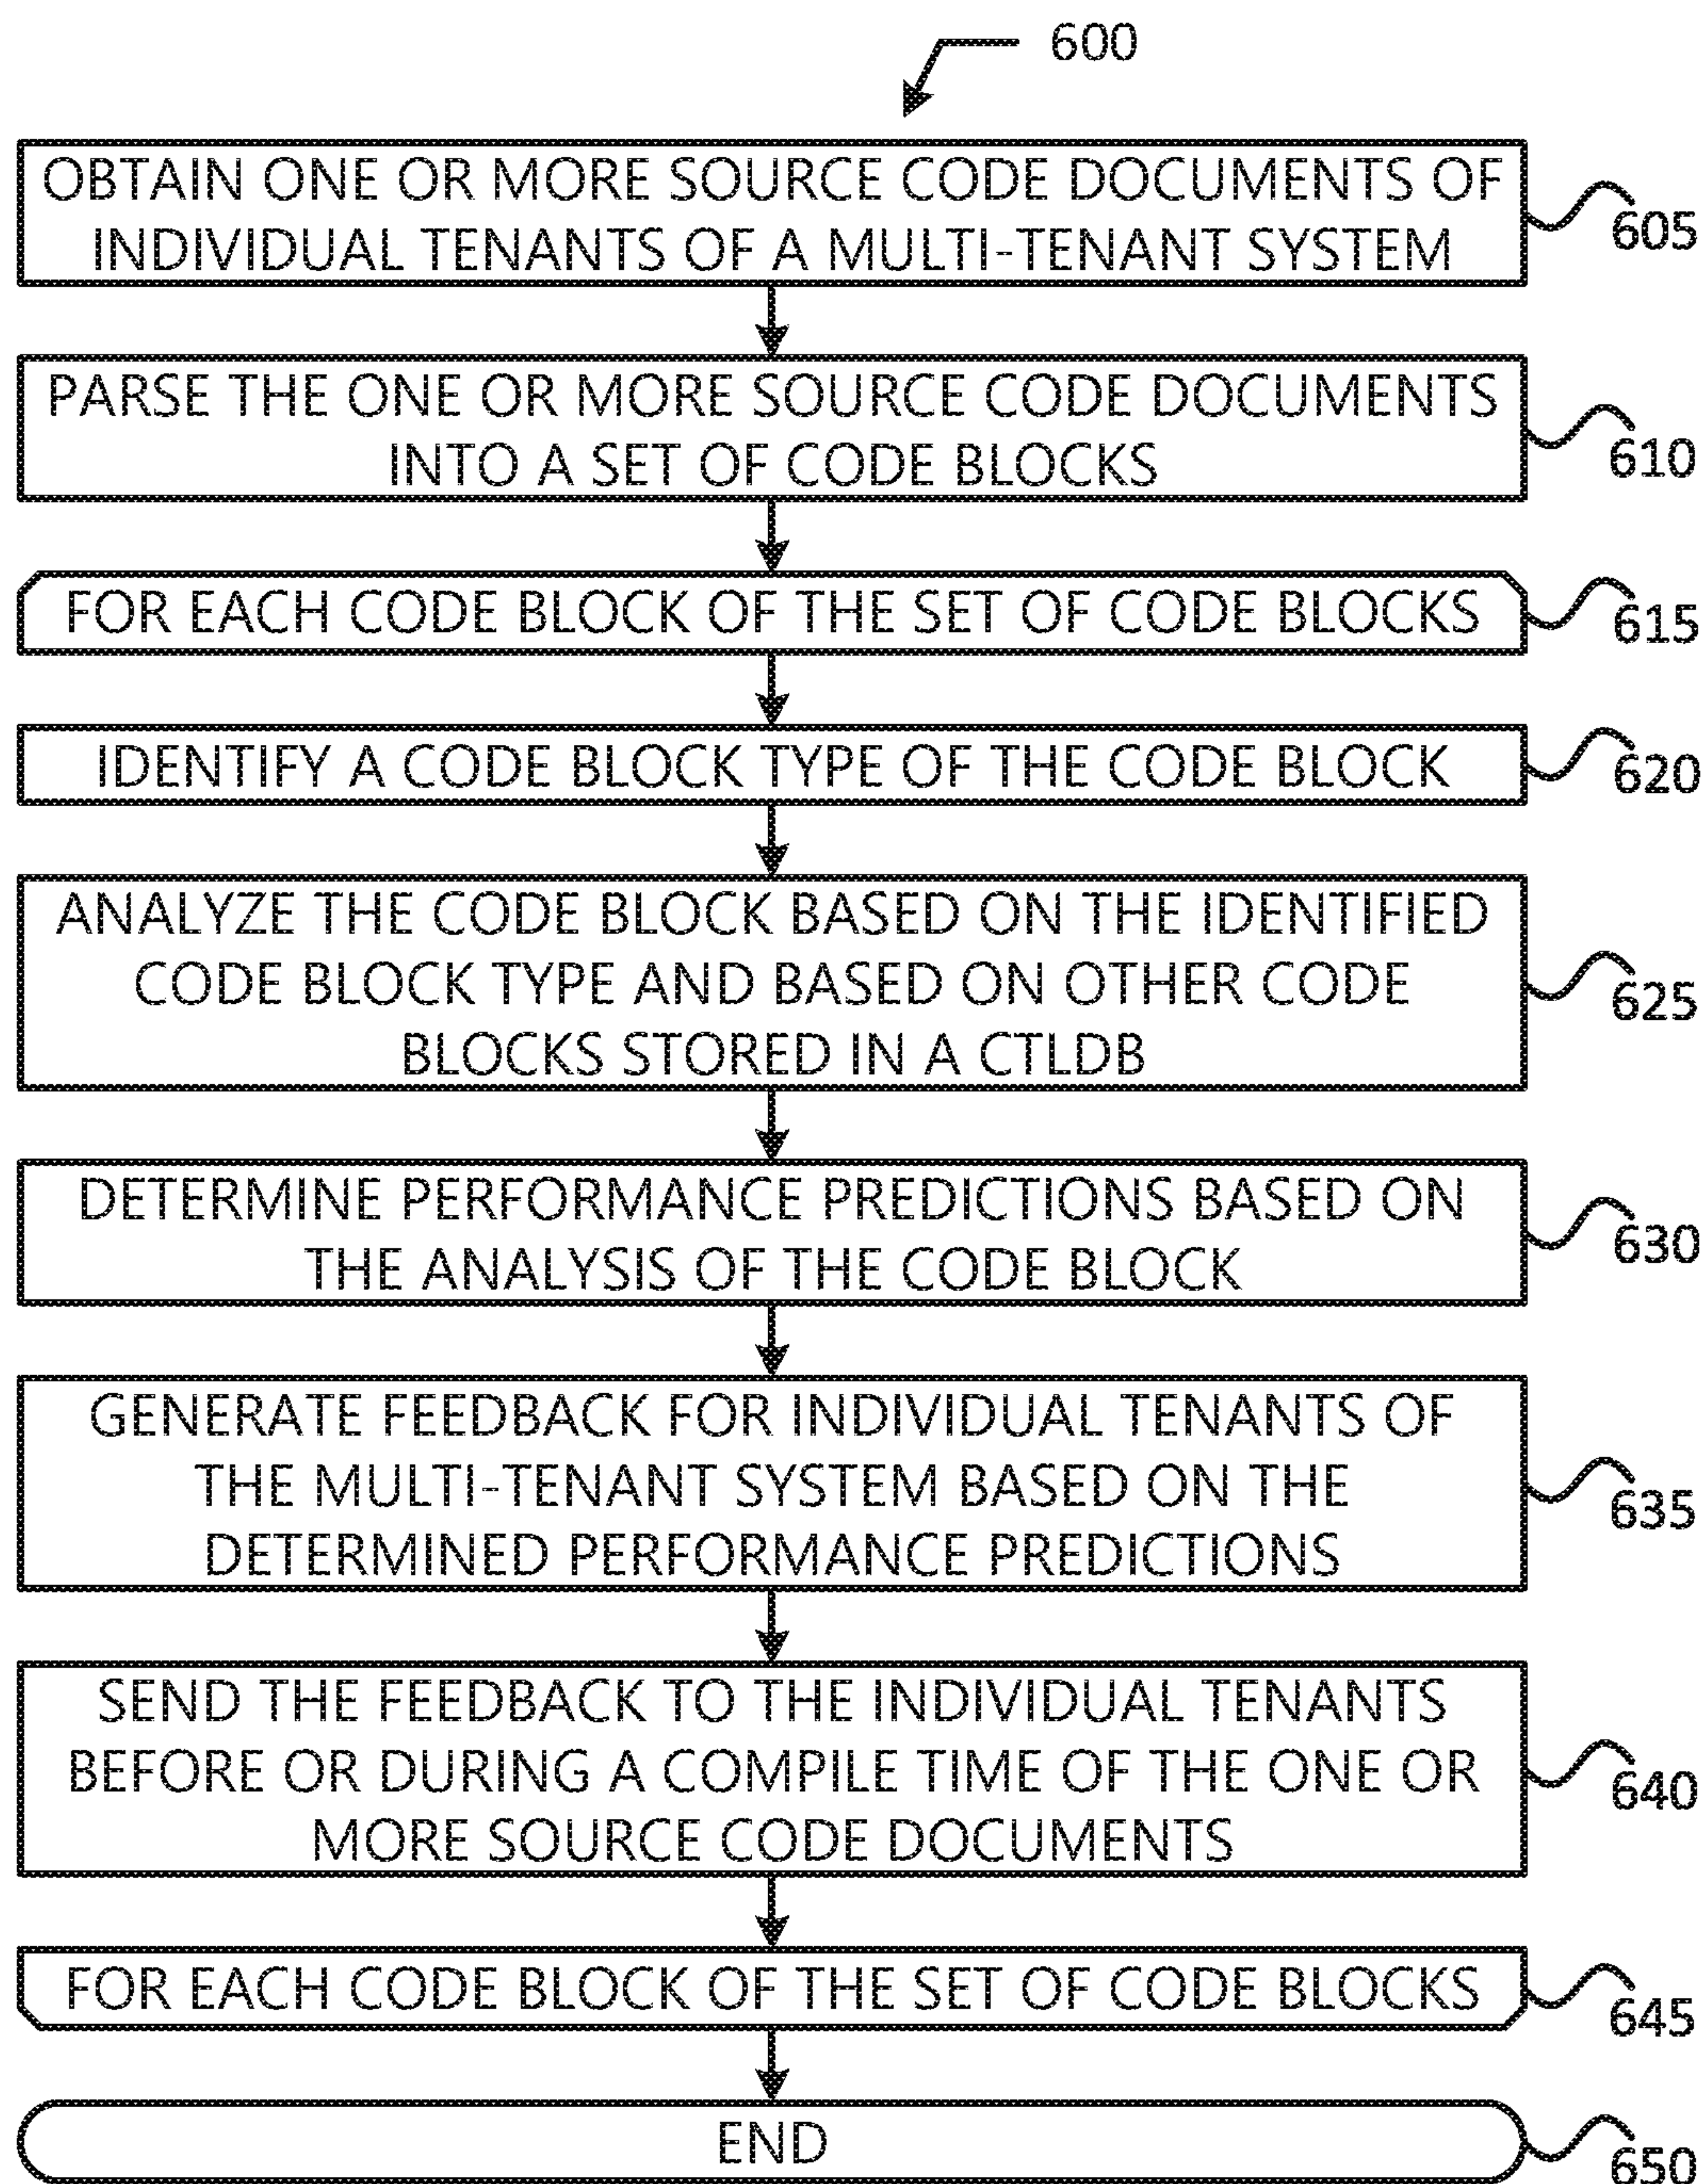 600
OBTAIN ONE OR MORE SOURCE CODE DOCUMENTS OF
INDIVIDUAL TENANTS OF A MULTI-TENANT SYSTEM
605
PARSE THE ONE OR MORE SOURCE CODE DOCUMENTS
INTO A SET OF CODE BLOCKS
610
FOR EACH CODE BLOCK OF THE SET OF CODE BLOCKS
615
IDENTIFY A CODE BLOCK TYPE OF THE CODE BLOCK
620
ANALYZE THE CODE BLOCK BASED ON THE IDENTIFIED
CODE BLOCK TYPE AND BASED ON OTHER CODE
BLOCKS STORED IN A CTLDB
625
DETERMINE PERFORMANCE PREDICTIONS BASED ON
THE ANALYSIS OF THE CODE BLOCK
630
GENERATE FEEDBACK FOR INDIVIDUAL TENANTS OF
THE MULTI-TENANT SYSTEM BASED ON THE
DETERMINED PERFORMANCE PREDICTIONS
635
SEND THE FEEDBACK TO THE INDIVIDUAL TENANTS
BEFORE OR DURING A COMPILE TIME OF THE ONE OR
MORE SOURCE CODE DOCUMENTS
640
FOR EACH CODE BLOCK OF THE SET OF CODE BLOCKS
645
END
650